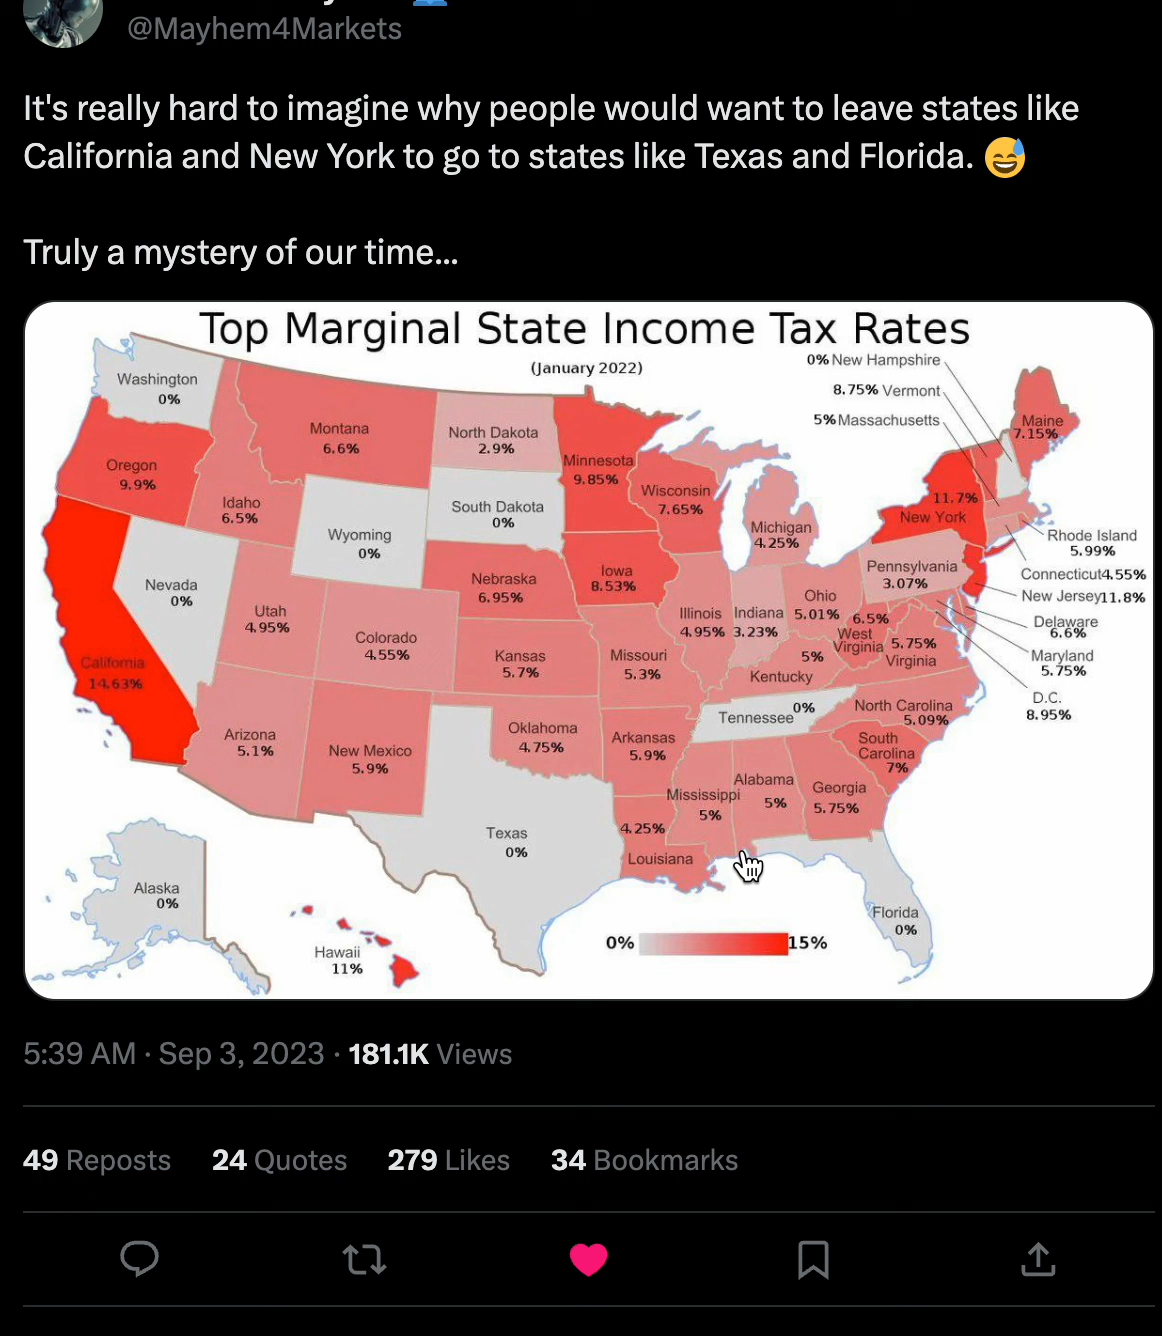 @Mayhem4Markets
It's really hard to imagine why people would want to leave states like
California and New York to go to states like Texas and Florida. 😅
Truly a mystery of our time...
Top Marginal State Income Tax Rates
(January 2022)
0% New Hampshire
8.75% Vermont
5% Massachusetts
Washington
0%
Montana
6.6%
North Dakota
2.9%
Minnesota
9.85%
Maine
7.15%
Oregon
9.9%
Idaho
6.5%
Wyoming
0%
South Dakota
0%
Wisconsin
7.65%
Michigan
4.25%
11.7%
New York
Rhode Island
5.99%
Connecticut4.55%
New Jersey11.8%
Delaware
6.6%
Maryland
5.75%
D.C.
8.95%
Nevada
0%
Utah
4.95%
Colorado
4.55%
Nebraska
6.95%
Iowa
8.53%
Illinois
4.95%
Indiana
3.23%
Ohio
5.01%
Pennsylvania
3.07%
6.5%
West
Virginia
5.75%
Virginia
California
14.63%
Kansas
5.7%
Missouri
5.3%
5%
Kentucky
Arizona
5.1%
New Mexico
5.9%
Oklahoma
4.75%
Arkansas
5.9%
0%
Tennessee
North Carolina
5.09%
South
Carolina
7%
Mississippi
5%
Alabama
5%
Georgia
5.75%
Texas
0%
4.25%
Louisiana
Florida
0%
Alaska
0%
Hawaii
11%
0% 15%
5:39 AM · Sep 3, 2023 · 181.1K Views
49 Reposts 24 Quotes 279 Likes 34 Bookmarks